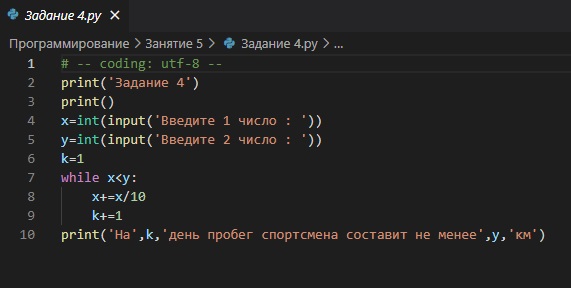 Задание 4.py ×
Программирование > Занятие 5 > Задание 4.py > ...
1 # -- coding: utf-8 --
2 print('Задание 4')
3 print()
4 x=int(input('Введите 1 число : '))
5 y=int(input('Введите 2 число : '))
6 k=1
7 while x<y:
8     x+=x/10
9     k+=1
10 print('На',k,'день пробег спортсмена составит не менее',y,'км')